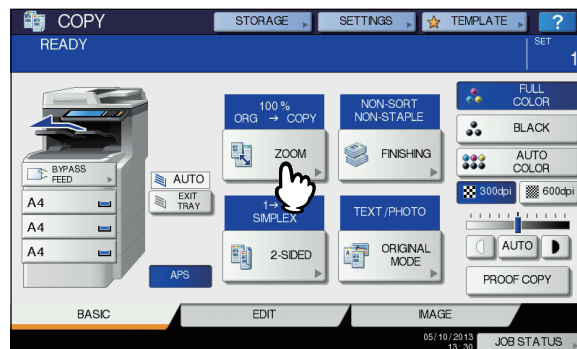 COPY
STORAGE
SETTINGS
TEMPLATE
?
READY
SET
1
100 %
ORG → COPY
NON-SORT
NON-STAPLE
FULL
COLOR
ZOOM
FINISHING
BLACK
AUTO
COLOR
BYPASS
FEED
AUTO
EXIT
TRAY
300dpi
600dpi
A4
A4
A4
1→
SIMPLEX
TEXT/PHOTO
2-SIDED
ORIGINAL
MODE
AUTO
APS
PROOF COPY
BASIC
EDIT
IMAGE
05/10/2013
13:30
JOB STATUS